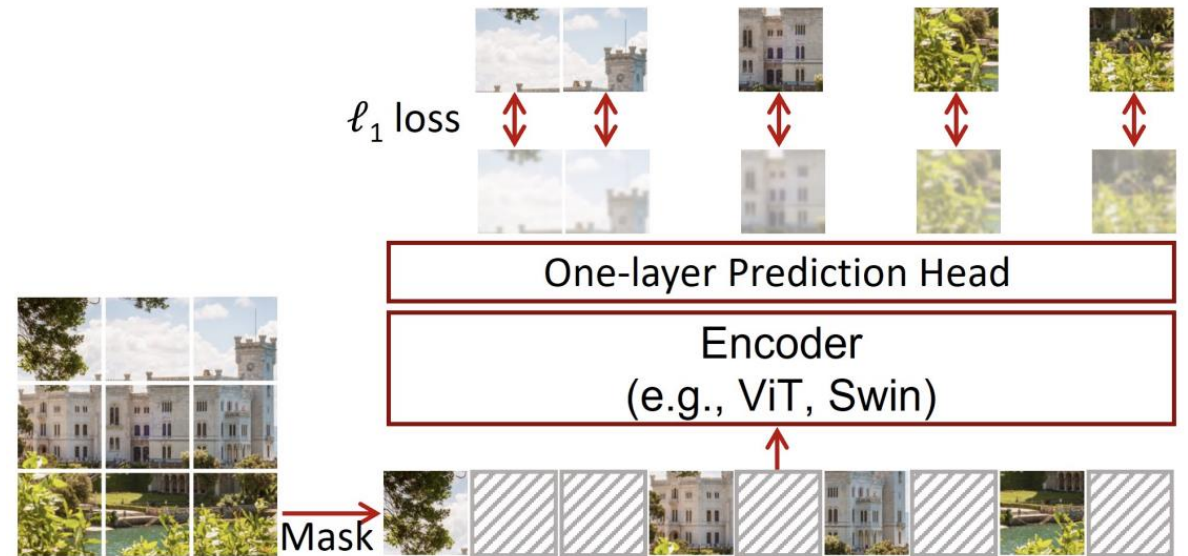 ℓ₁ loss
One-layer Prediction Head
Encoder
(e.g., ViT, Swin)
Mask